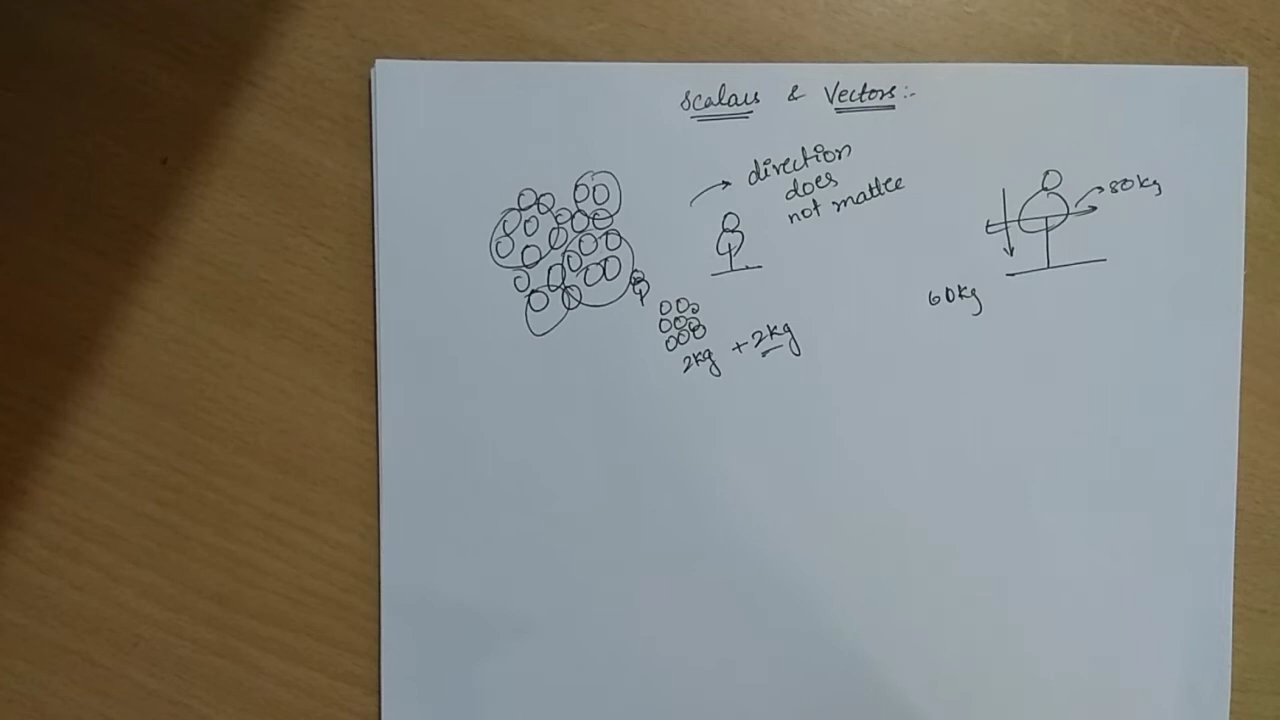 Scalars & Vectors:-
direction
does
not matter
80kg
60kg
2kg + 2kg